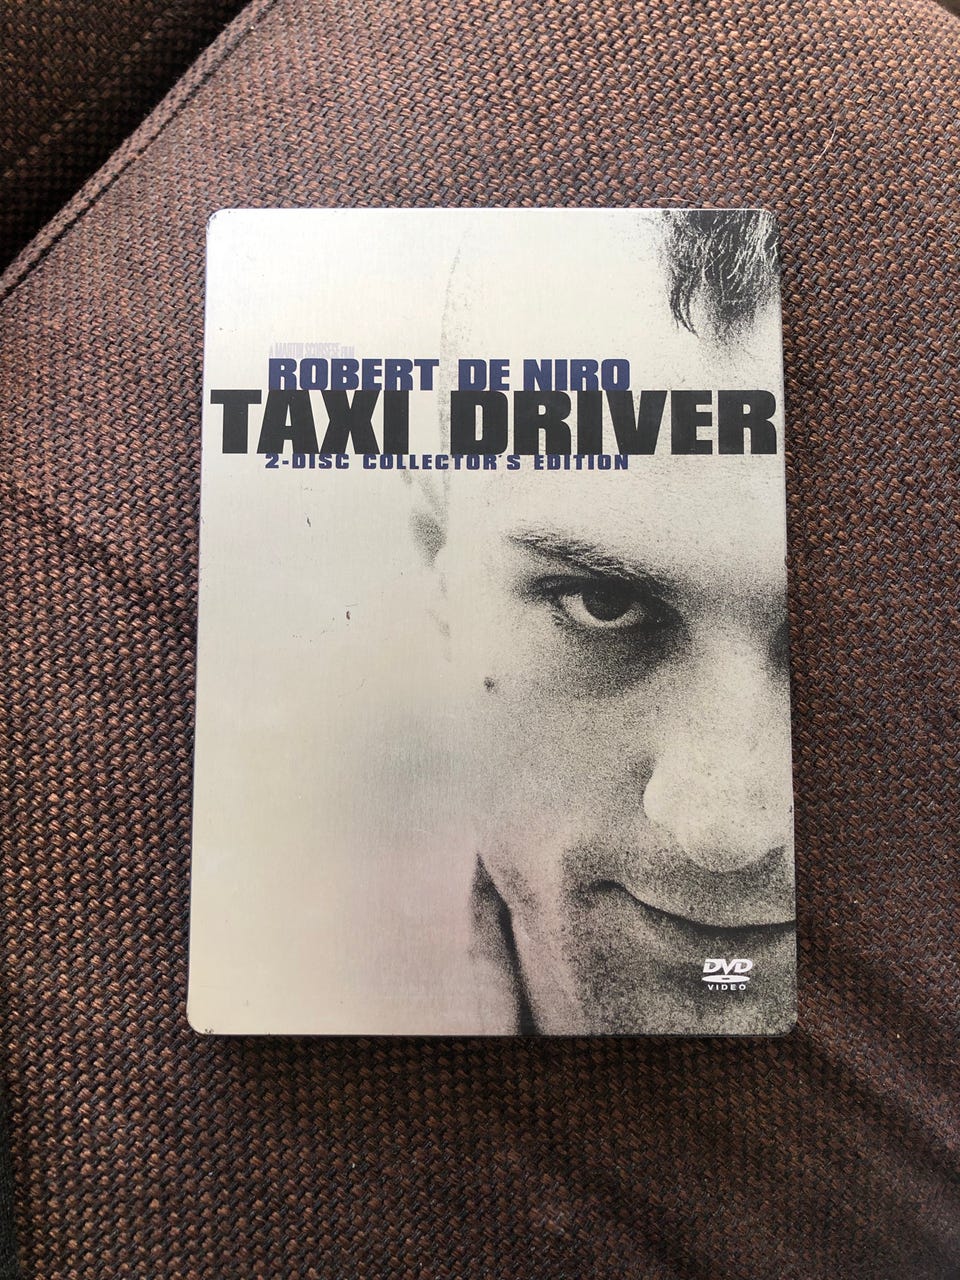 A MARTIN SCORSESE FILM
ROBERT DE NIRO
TAXI DRIVER
2-DISC COLLECTOR'S EDITION
DVD
VIDEO